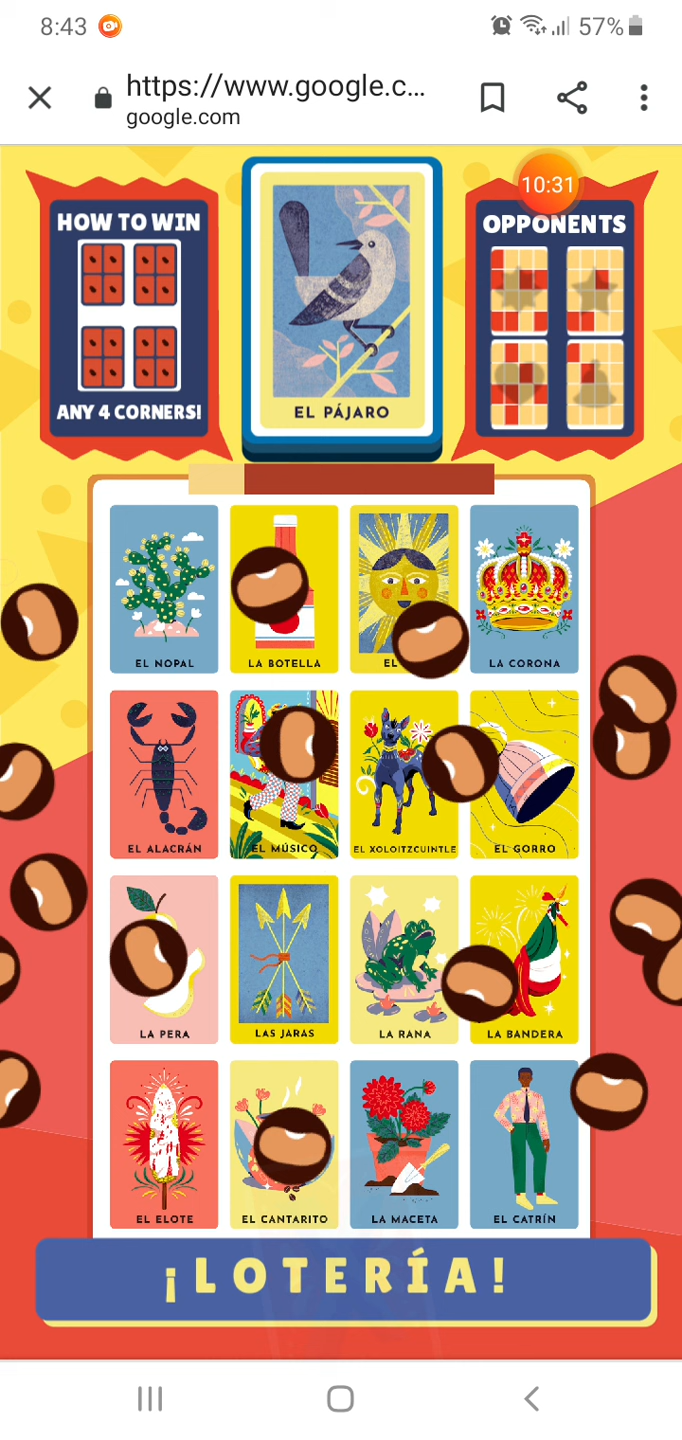 8:43
57%
https://www.google.c...
google.com
10:31
HOW TO WIN
ANY 4 CORNERS!
EL PÁJARO
OPPONENTS
EL NOPAL
LA BOTELLA
EL
LA CORONA
EL ALACRÁN
EL MÚSICO
EL XOLOITZCUINTLE
EL GORRO
LA PERA
LAS JARAS
LA RANA
LA BANDERA
EL ELOTE
EL CANTARITO
LA MACETA
EL CATRÍN
¡LOTERÍA!